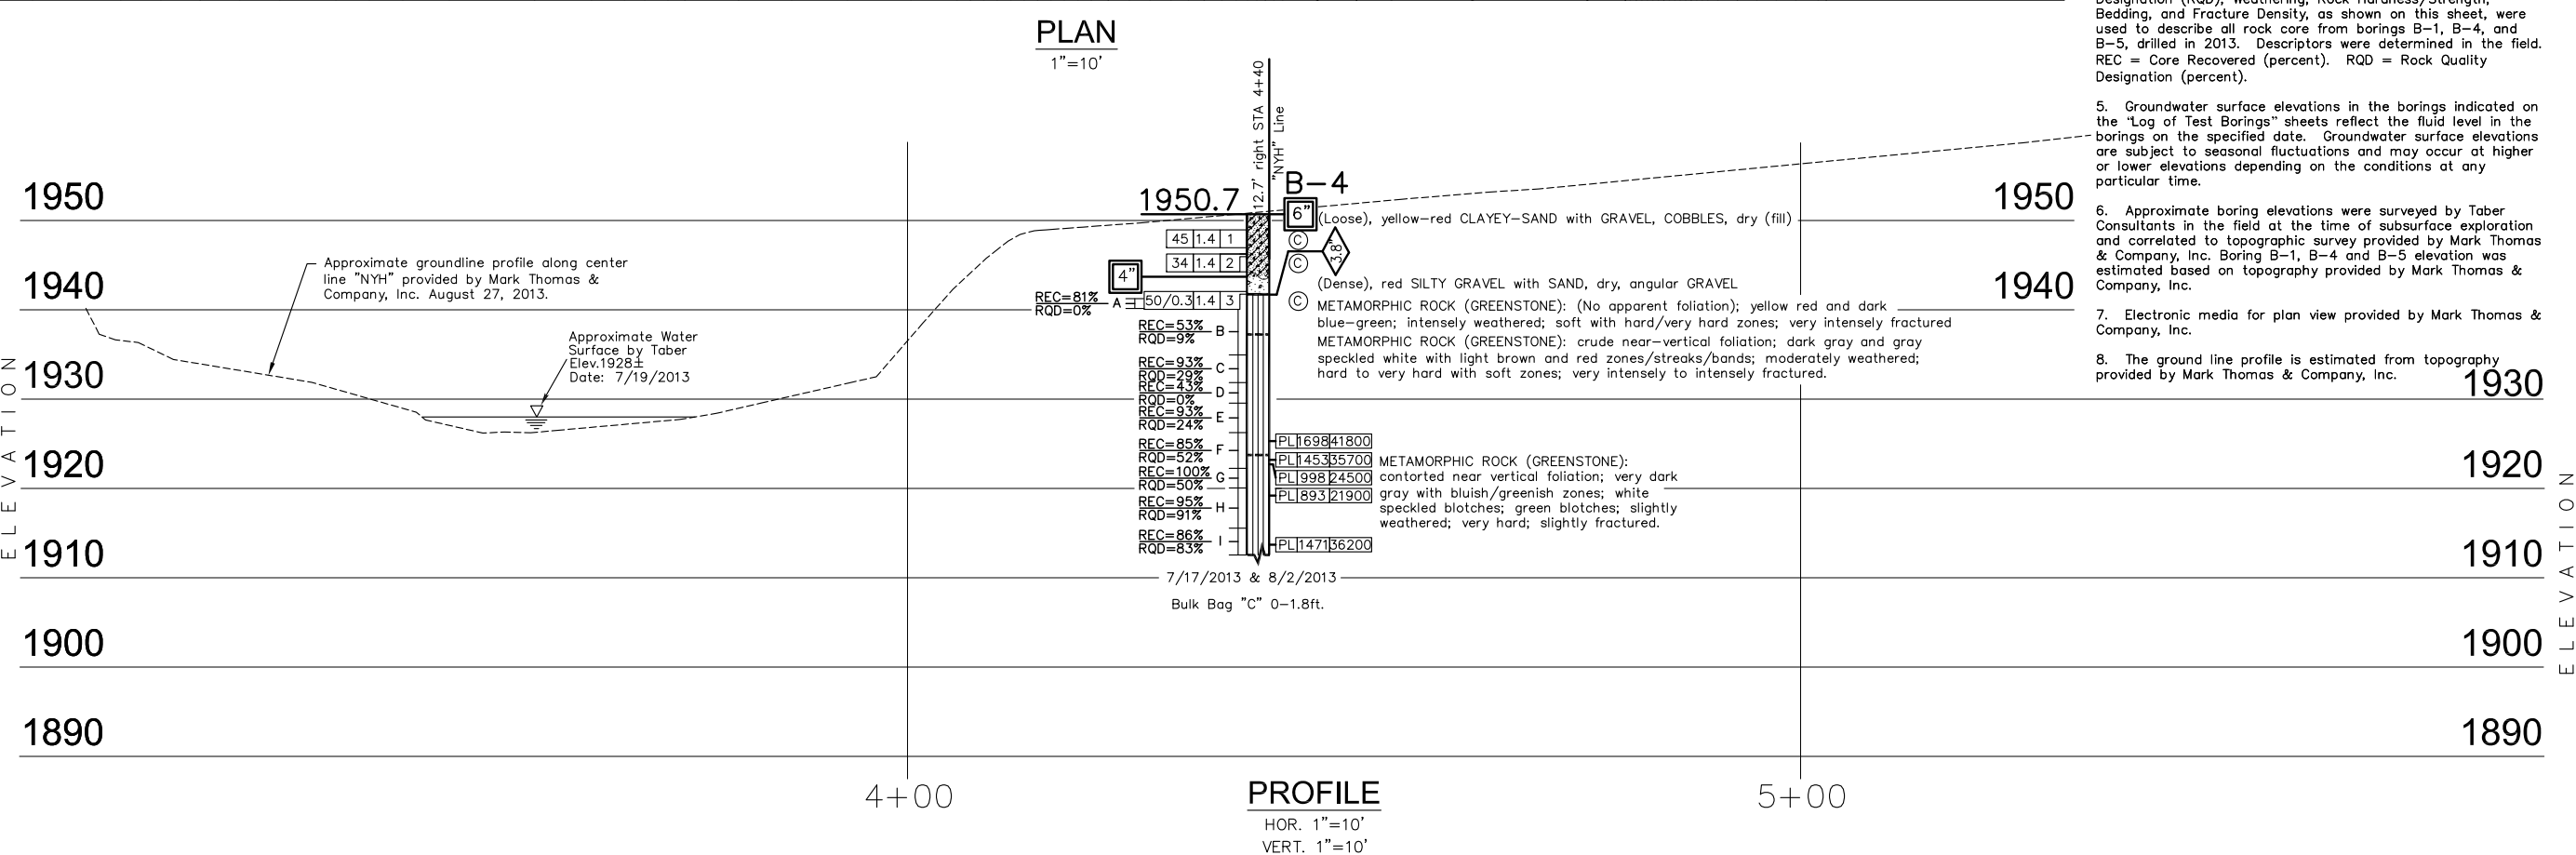 PLAN
1"=10'
Designation (RQD), Weathering, Rock Hardness/Strength,
Bedding, and Fracture Density, as shown on this sheet, were
used to describe all rock core from borings B-1, B-4, and
B-5, drilled in 2013. Descriptors were determined in the field.
REC = Core Recovered (percent). RQD = Rock Quality
Designation (percent).
5. Groundwater surface elevations in the borings indicated on
the "Log of Test Borings" sheets reflect the fluid level in the
borings on the specified date. Groundwater surface elevations
are subject to seasonal fluctuations and may occur at higher
or lower elevations depending on the conditions at any
particular time.
6. Approximate boring elevations were surveyed by Taber
Consultants in the field at the time of subsurface exploration
and correlated to topographic survey provided by Mark Thomas
& Company, Inc. Boring B-1, B-4 and B-5 elevation was
estimated based on topography provided by Mark Thomas &
Company, Inc.
7. Electronic media for plan view provided by Mark Thomas &
Company, Inc.
8. The ground line profile is estimated from topography
provided by Mark Thomas & Company, Inc.
12.7' right STA 4+40
"NYH" Line
1950
1940
1930
1920
1910
1900
1890
ELEVATION
Approximate groundline profile along center
line "NYH" provided by Mark Thomas &
Company, Inc. August 27, 2013.
Approximate Water
Surface by Taber
Elev.1928±
Date: 7/19/2013
1950.7
B-4
6"
(Loose), yellow-red CLAYEY-SAND with GRAVEL, COBBLES, dry (fill)
45 1.4 1
C
34 1.4 2
C
3.8"
4"
(Dense), red SILTY GRAVEL with SAND, dry, angular GRAVEL
50/0.3 1.4 3
C
METAMORPHIC ROCK (GREENSTONE): (No apparent foliation); yellow red and dark
blue-green; intensely weathered; soft with hard/very hard zones; very intensely fractured
METAMORPHIC ROCK (GREENSTONE): crude near-vertical foliation; dark gray and gray
speckled white with light brown and red zones/streaks/bands; moderately weathered;
hard to very hard with soft zones; very intensely to intensely fractured.
REC=81%
RQD=0%
A
REC=53%
RQD=9%
B
REC=93%
RQD=29%
C
REC=43%
RQD=0%
D
REC=93%
RQD=24%
E
REC=85%
RQD=52%
F
REC=100%
RQD=50%
G
REC=95%
RQD=91%
H
REC=86%
RQD=83%
I
PL 1698 41800
PL 1453 35700
PL 998 24500
PL 893 21900
PL 1471 36200
METAMORPHIC ROCK (GREENSTONE):
contorted near vertical foliation; very dark
gray with bluish/greenish zones; white
speckled blotches; green blotches; slightly
weathered; very hard; slightly fractured.
7/17/2013 & 8/2/2013
Bulk Bag "C" 0-1.8ft.
1950
1940
1930
1920
1910
1900
1890
ELEVATION
4+00
5+00
PROFILE
HOR. 1"=10'
VERT. 1"=10'